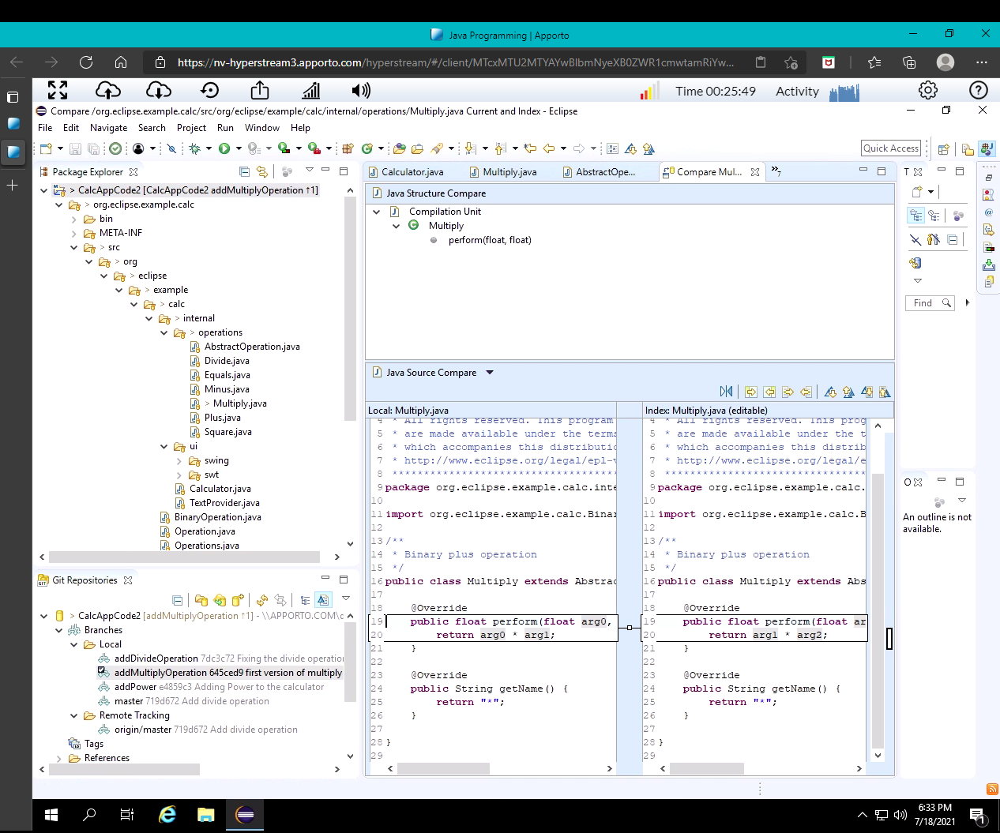 Java Programming | Apporto
https://nv-hyperstream3.apporto.com/hyperstream/#/client/MTcxMTU2MTYAYwBlbmNyeXB0ZWR1cmwtamRiYw...
Time 00:25:49 Activity
Compare /org.eclipse.example.calc/src/org/eclipse/example/calc/internal/operations/Multiply.java Current and Index - Eclipse
File Edit Navigate Search Project Run Window Help
Quick Access
Package Explorer
Calculator.java Multiply.java AbstractOpe... Compare Mul... »7
T
> CalcAppCode2 [CalcAppCode2 addMultiplyOperation ↑1]
> org.eclipse.example.calc
bin
META-INF
> src
> org
> eclipse
> example
> calc
> internal
> operations
AbstractOperation.java
Divide.java
Equals.java
Minus.java
> Multiply.java
Plus.java
Square.java
ui
swing
swt
Calculator.java
TextProvider.java
BinaryOperation.java
Operation.java
Operations.java
Java Structure Compare
Compilation Unit
Multiply
perform(float, float)
Find
Java Source Compare
Local: Multiply.java
4 * All rights reserved. This program
5 * are made available under the terms
6 * which accompanies this distributio
7 * http://www.eclipse.org/legal/epl-v
8 *************************************
9 package org.eclipse.example.calc.inte
10
11 import org.eclipse.example.calc.Binar
12
13 /**
14 * Binary plus operation
15 */
16 public class Multiply extends Abstrac
17
18 @Override
19 public float perform(float arg0,
20 return arg0 * arg1;
21 }
22
23 @Override
24 public String getName() {
25 return "*";
26 }
27
28 }
29
Index: Multiply.java (editable)
4 * All rights reserved. This prog
5 * are made available under the t
6 * which accompanies this distrib
7 * http://www.eclipse.org/legal/e
8 ********************************
9 package org.eclipse.example.calc.
10
11 import org.eclipse.example.calc.B
12
13 /**
14 * Binary plus operation
15 */
16 public class Multiply extends Abs
17
18 @Override
19 public float perform(float ar
20 return arg1 * arg2;
21 }
22
23 @Override
24 public String getName() {
25 return "*";
26 }
27
28 }
29
O
An outline is not
available.
Git Repositories
> CalcAppCode2 [addMultiplyOperation ↑1] - \\APPORTO.COM\d
Branches
Local
addDivideOperation 7dc3c72 Fixing the divide operation
addMultiplyOperation 645ced9 first version of multiply
addPower e4859c3 Adding Power to the calculator
master 719d672 Add divide operation
Remote Tracking
origin/master 719d672 Add divide operation
Tags
References
6:33 PM
7/18/2021
1